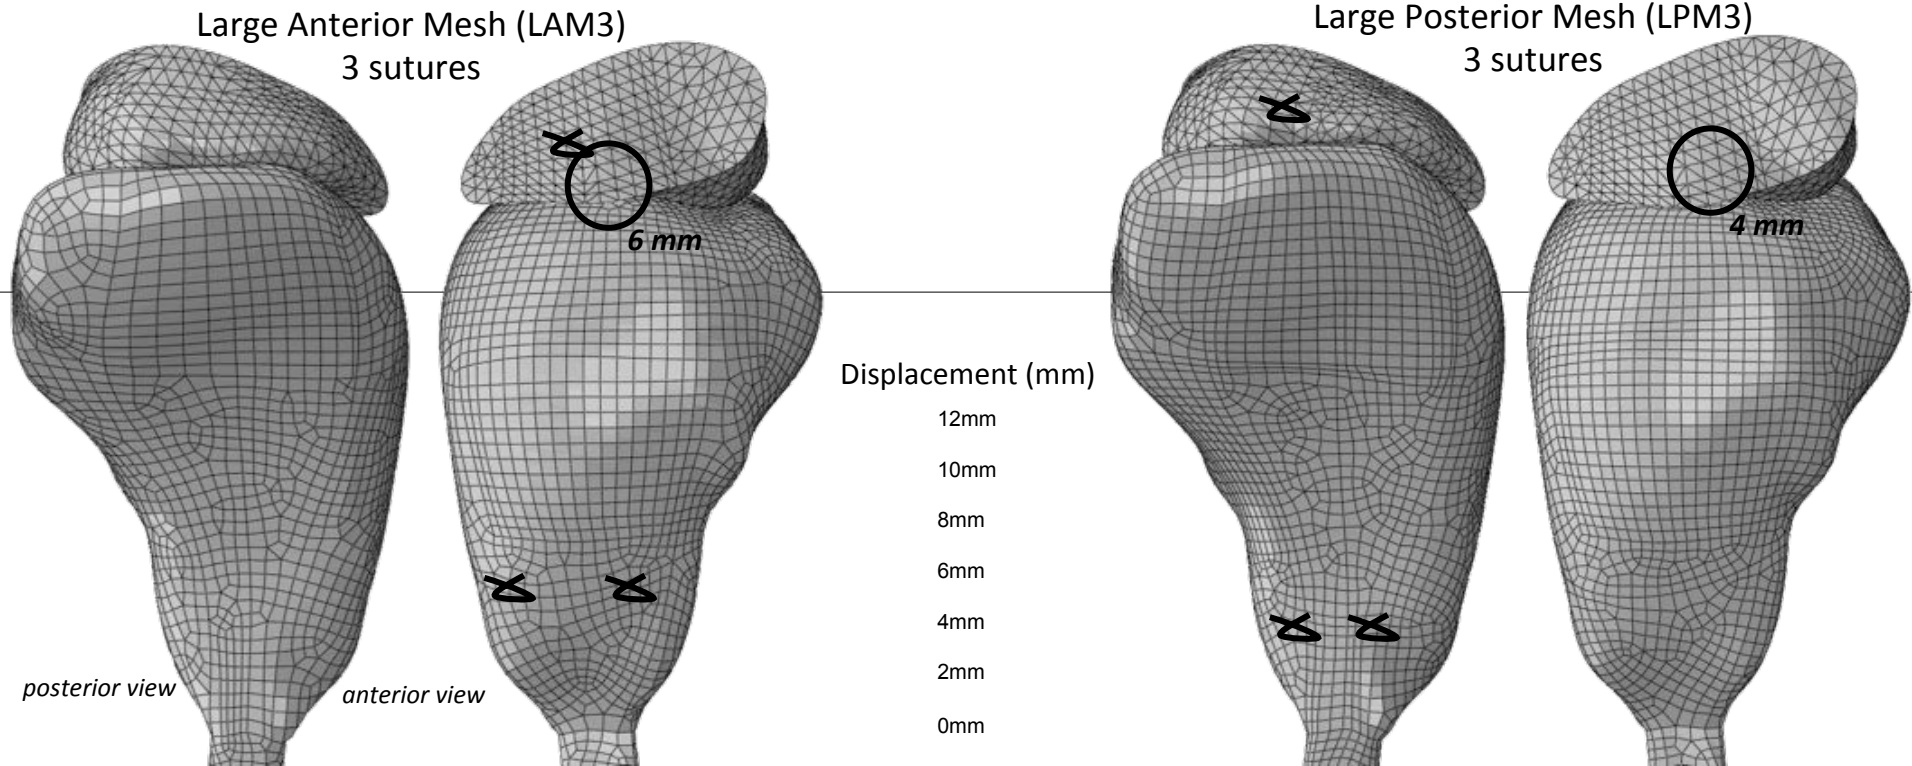 Large Anterior Mesh (LAM3)
3 sutures
Large Posterior Mesh (LPM3)
3 sutures
6 mm
4 mm
Displacement (mm)
12mm
10mm
8mm
6mm
4mm
2mm
0mm
posterior view
anterior view